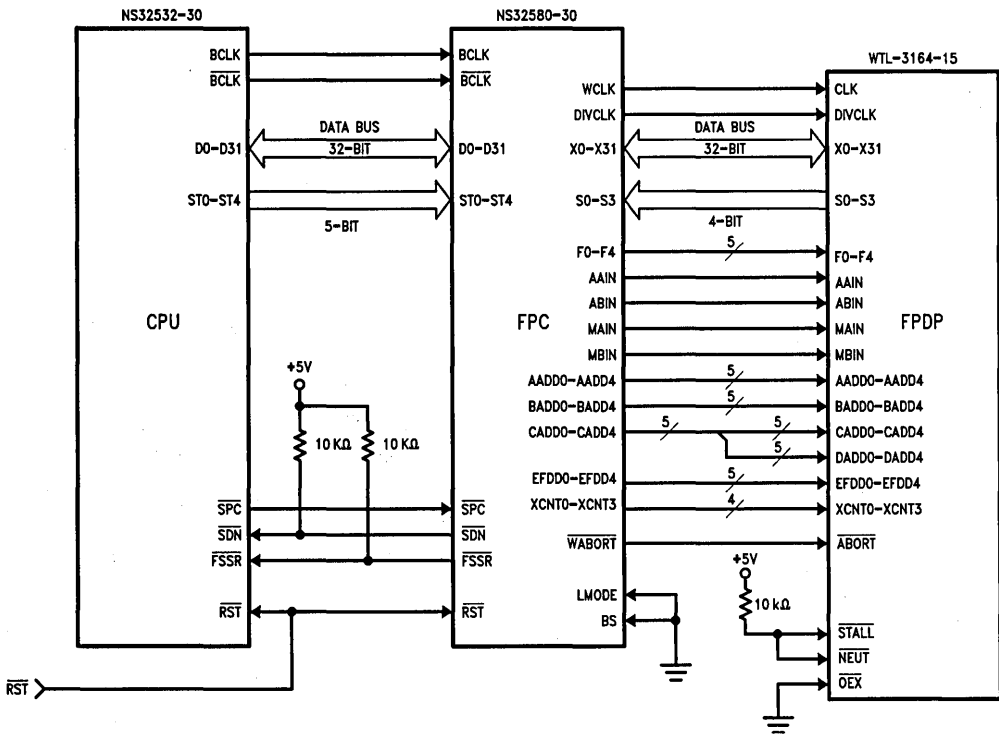 NS32532-30
NS32580-30
WTL-3164-15
BCLK
BCLK
BCLK
BCLK
WCLK
CLK
DIVCLK
DIVCLK
DATA BUS
32-BIT
D0-D31
D0-D31
DATA BUS
32-BIT
X0-X31
X0-X31
ST0-ST4
ST0-ST4
5-BIT
S0-S3
S0-S3
4-BIT
F0-F4
5
F0-F4
AAIN
AAIN
ABIN
ABIN
CPU
FPC
MAIN
MAIN
FPDP
MBIN
MBIN
+5V
AADD0-AADD4
5
AADD0-AADD4
BADD0-BADD4
5
BADD0-BADD4
10 KΩ
10 KΩ
CADD0-CADD4
5
5
CADD0-CADD4
5
DADD0-DADD4
EFDD0-EFDD4
5
EFDD0-EFDD4
SPC
SPC
XCNT0-XCNT3
4
XCNT0-XCNT3
SDN
SDN
WABORT
ABORT
FSSR
FSSR
+5V
LMODE
10 kΩ
RST
RST
BS
STALL
NEUT
RST
OEX